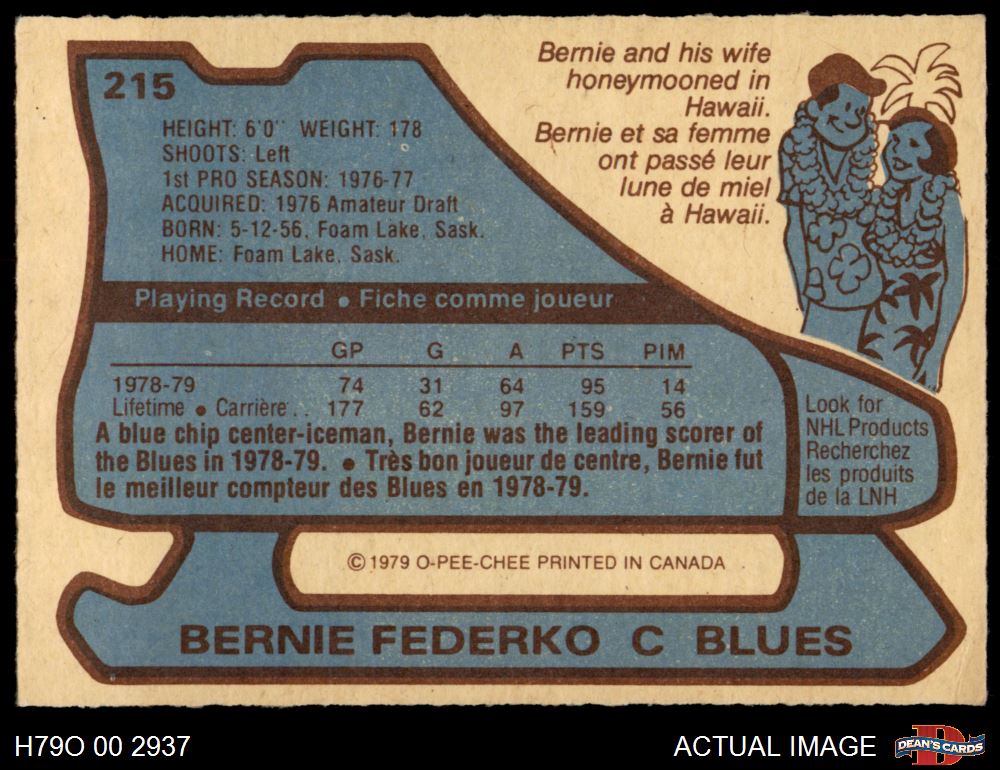 215
HEIGHT: 6'0" WEIGHT: 178
SHOOTS: Left
1st PRO SEASON: 1976-77
ACQUIRED: 1976 Amateur Draft
BORN: 5-12-56, Foam Lake, Sask.
HOME: Foam Lake, Sask.
Bernie and his wife
honeymooned in
Hawaii.
Bernie et sa femme
ont passé leur
lune de miel
à Hawaii.
Playing Record • Fiche comme joueur
GP G A PTS PIM
1978-79 74 31 64 95 14
Lifetime • Carrière .. 177 62 97 159 56
A blue chip center-iceman, Bernie was the leading scorer of
the Blues in 1978-79. • Très bon joueur de centre, Bernie fut
le meilleur compteur des Blues en 1978-79.
Look for
NHL Products
Recherchez
les produits
de la LNH
©1979 O-PEE-CHEE PRINTED IN CANADA
BERNIE FEDERKO C BLUES
H79O 00 2937
ACTUAL IMAGE
DEAN'S CARDS